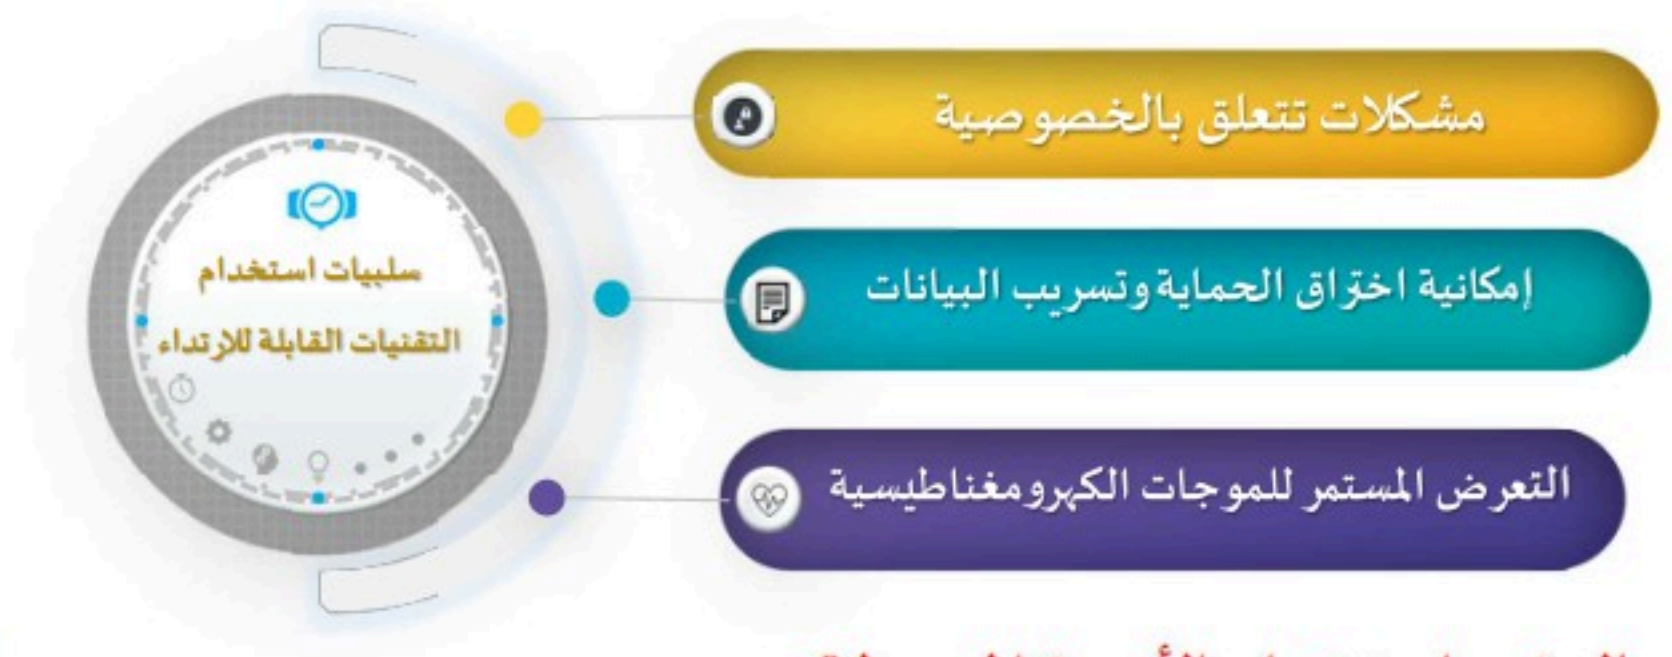 سلبيات استخدام
التقنيات القابلة للارتداء
مشكلات تتعلق بالخصوصية
إمكانية اختراق الحماية وتسريب البيانات
التعرض المستمر للموجات الكهرومغناطيسية